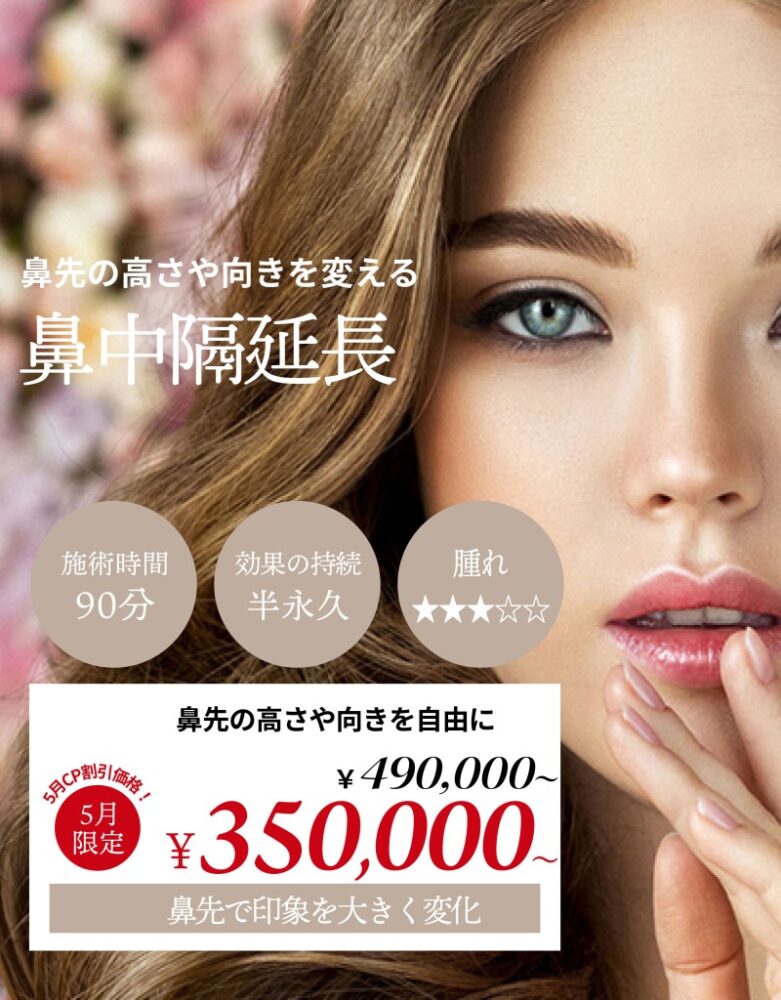 鼻先の高さや向きを変える
鼻中隔延長
施術時間
90分
効果の持続
半永久
腫れ
★★★☆☆
鼻先の高さや向きを自由に
¥490,000~
5月CP割引価格！
5月
限定
¥350,000~
鼻先で印象を大きく変化